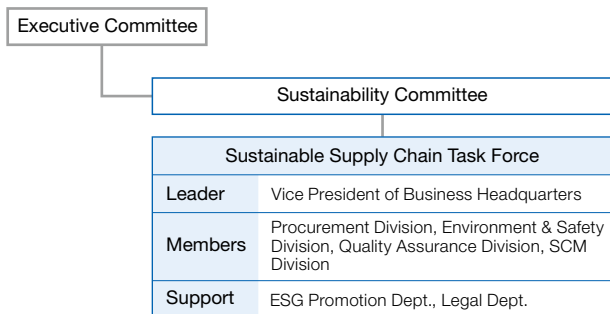 Executive Committee
Sustainability Committee
Sustainable Supply Chain Task Force
Leader
Vice President of Business Headquarters
Members
Procurement Division, Environment & Safety
Division, Quality Assurance Division, SCM
Division
Support
ESG Promotion Dept., Legal Dept.